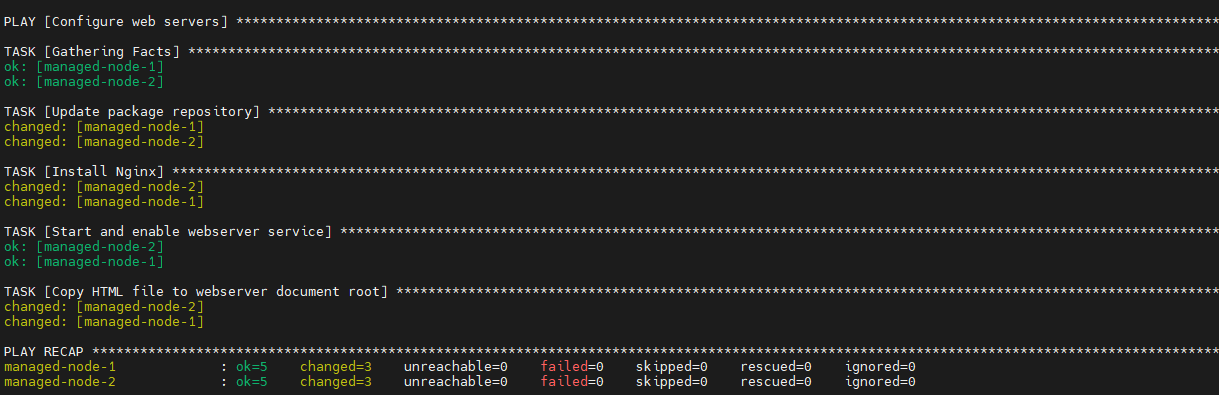 PLAY [Configure web servers] ***************************************************************************************************************************
TASK [Gathering Facts] *********************************************************************************************************************************
ok: [managed-node-1]
ok: [managed-node-2]
TASK [Update package repository] ***********************************************************************************************************************
changed: [managed-node-1]
changed: [managed-node-2]
TASK [Install Nginx] ***********************************************************************************************************************************
changed: [managed-node-2]
changed: [managed-node-1]
TASK [Start and enable webserver service] **************************************************************************************************************
ok: [managed-node-2]
ok: [managed-node-1]
TASK [Copy HTML file to webserver document root] *******************************************************************************************************
changed: [managed-node-2]
changed: [managed-node-1]
PLAY RECAP *********************************************************************************************************************************************
managed-node-1             : ok=5    changed=3    unreachable=0    failed=0    skipped=0    rescued=0    ignored=0
managed-node-2             : ok=5    changed=3    unreachable=0    failed=0    skipped=0    rescued=0    ignored=0